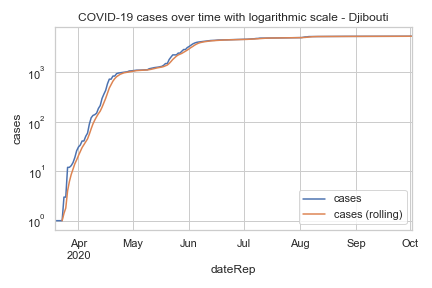 COVID-19 cases over time with logarithmic scale - Djibouti
cases
10³
10²
10¹
10⁰
cases
cases (rolling)
Apr May Jun Jul Aug Sep Oct
2020
dateRep